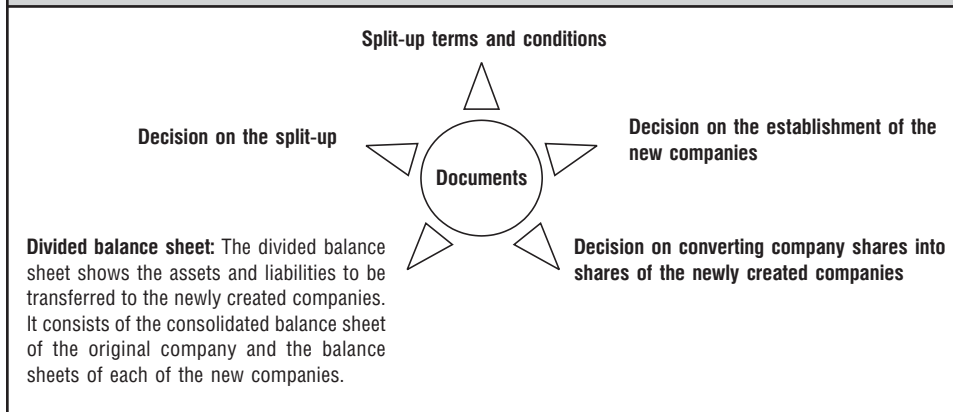 Split-up terms and conditions
Decision on the split-up
Decision on the establishment of the
new companies
Documents
Divided balance sheet: The divided balance
sheet shows the assets and liabilities to be
transferred to the newly created companies.
It consists of the consolidated balance sheet
of the original company and the balance
sheets of each of the new companies.
Decision on converting company shares into
shares of the newly created companies